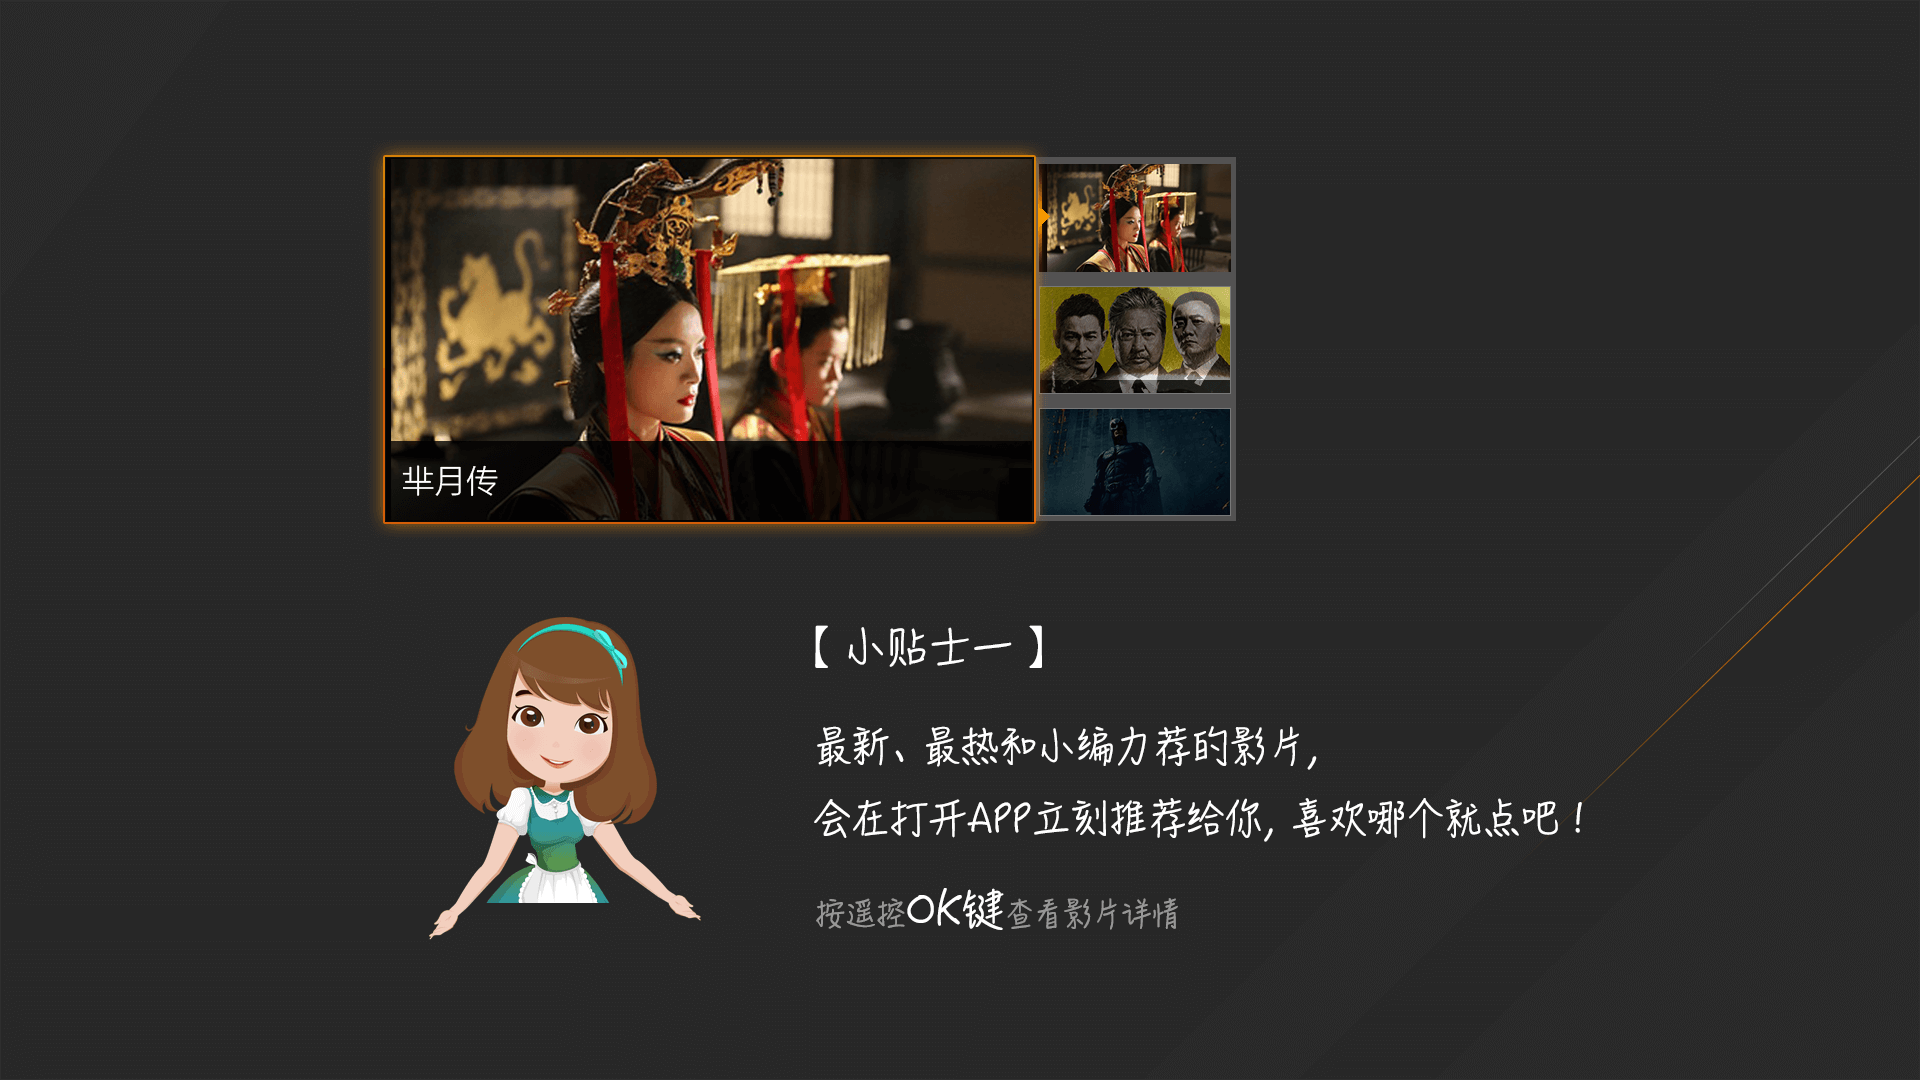 芈月传
【小贴士一】
最新、最热和小编力荐的影片,
会在打开APP立刻推荐给你, 喜欢哪个就点吧!
按遥控OK键查看影片详情